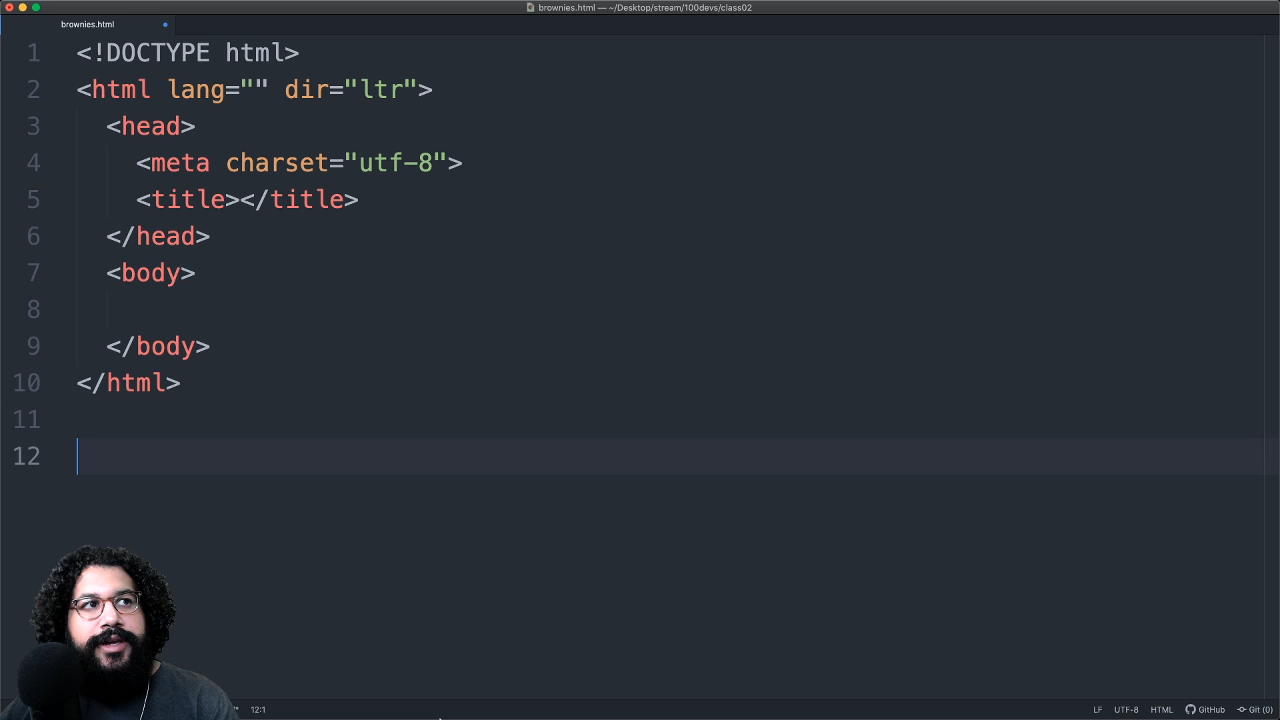 brownies.html — ~/Desktop/stream/100devs/class02
brownies.html
1 <!DOCTYPE html>
2 <html lang="" dir="ltr">
3 <head>
4 <meta charset="utf-8">
5 <title></title>
6 </head>
7 <body>
8
9 </body>
10 </html>
11
12
12:1 LF UTF-8 HTML GitHub Git (0)